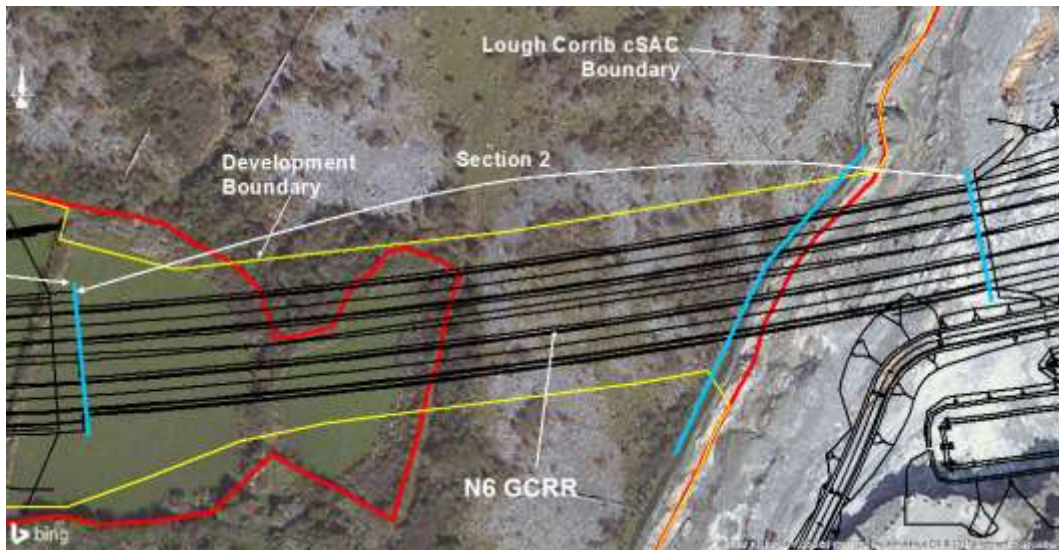 Lough Corrib cSAC
Boundary
Section 2
Development
Boundary
N6 GCRR
bing